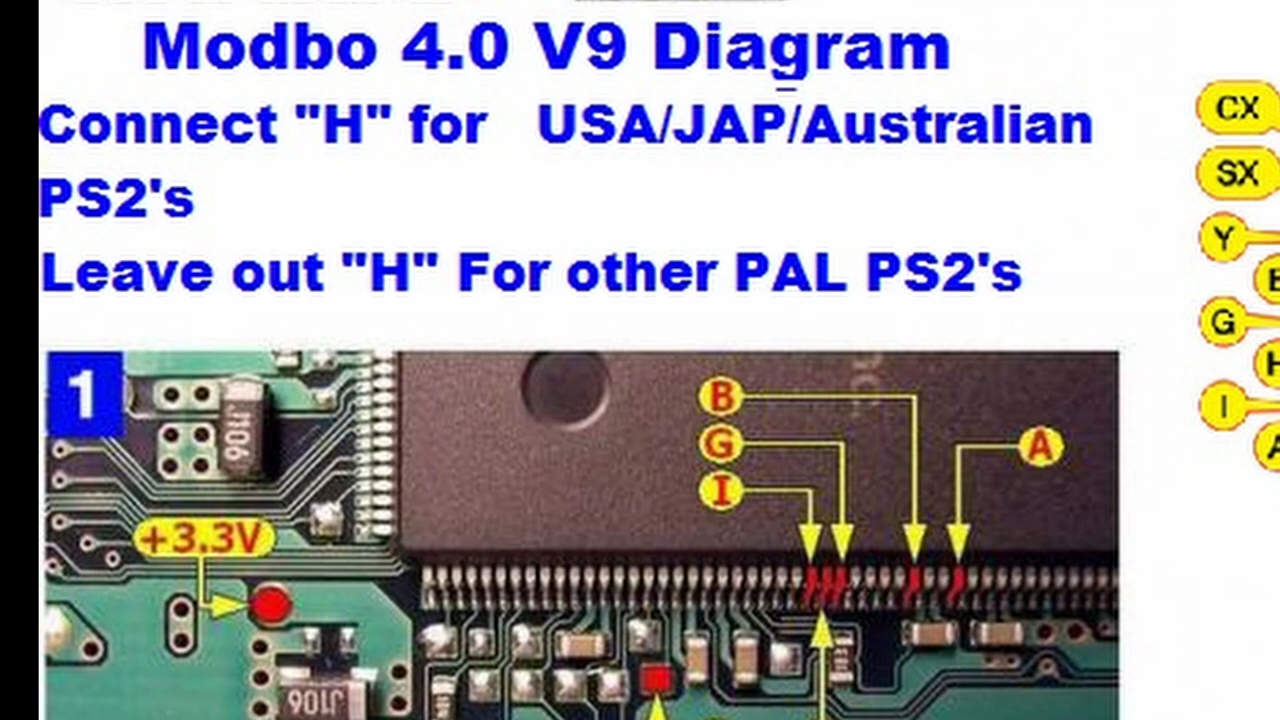 Modbo 4.0 V9 Diagram
Connect "H" for USA/JAP/Australian
PS2's
Leave out "H" For other PAL PS2's
CX
SX
Y
G
H
I
1
B
G
A
I
J106
+3.3V
J106